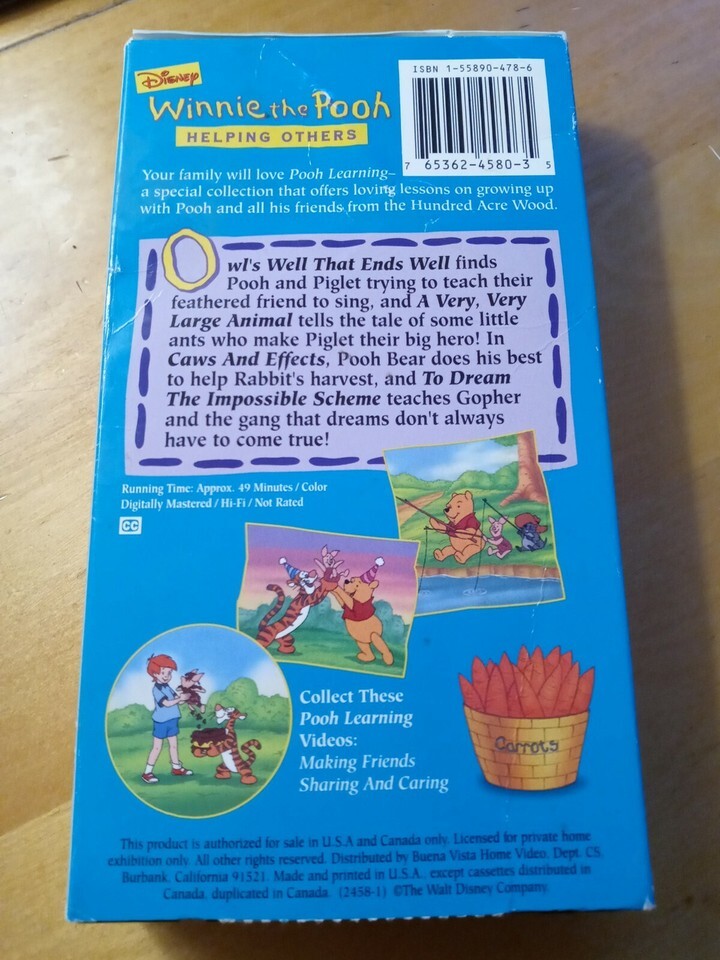 Disney
Winnie the Pooh
HELPING OTHERS
ISBN 1-55890-478-6
7 65362-4580-3 5
Your family will love Pooh Learning–
a special collection that offers loving lessons on growing up
with Pooh and all his friends from the Hundred Acre Wood.
Owl's Well That Ends Well finds
Pooh and Piglet trying to teach their
feathered friend to sing, and A Very, Very
Large Animal tells the tale of some little
ants who make Piglet their big hero! In
Caws And Effects, Pooh Bear does his best
to help Rabbit's harvest, and To Dream
The Impossible Scheme teaches Gopher
and the gang that dreams don't always
have to come true!
Running Time: Approx. 49 Minutes / Color
Digitally Mastered / Hi-Fi / Not Rated
CC
Collect These
Pooh Learning
Videos:
Making Friends
Sharing And Caring
Carrots
This product is authorized for sale in U.S.A and Canada only. Licensed for private home
exhibition only. All other rights reserved. Distributed by Buena Vista Home Video, Dept. CS
Burbank, California 91521. Made and printed in U.S.A., except cassettes distributed in
Canada, duplicated in Canada. (2458-1) ©The Walt Disney Company